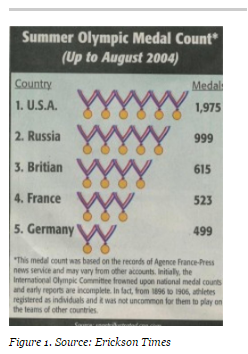 Summer Olympic Medal Count*
(Up to August 2004)
Country Medals
1. U.S.A. 1,975
2. Russia 999
3. Britian 615
4. France 523
5. Germany 499
*This medal count was based on the records of Agence France-Press
news service and may vary from other accounts. Initially, the
International Olympic Committee frowned upon national medal counts
and early reports are incomplete. In fact, from 1896 to 1906, athletes
registered as individuals and it was not uncommon for them to play on
the teams of other countries.
Figure 1. Source: Erickson Times